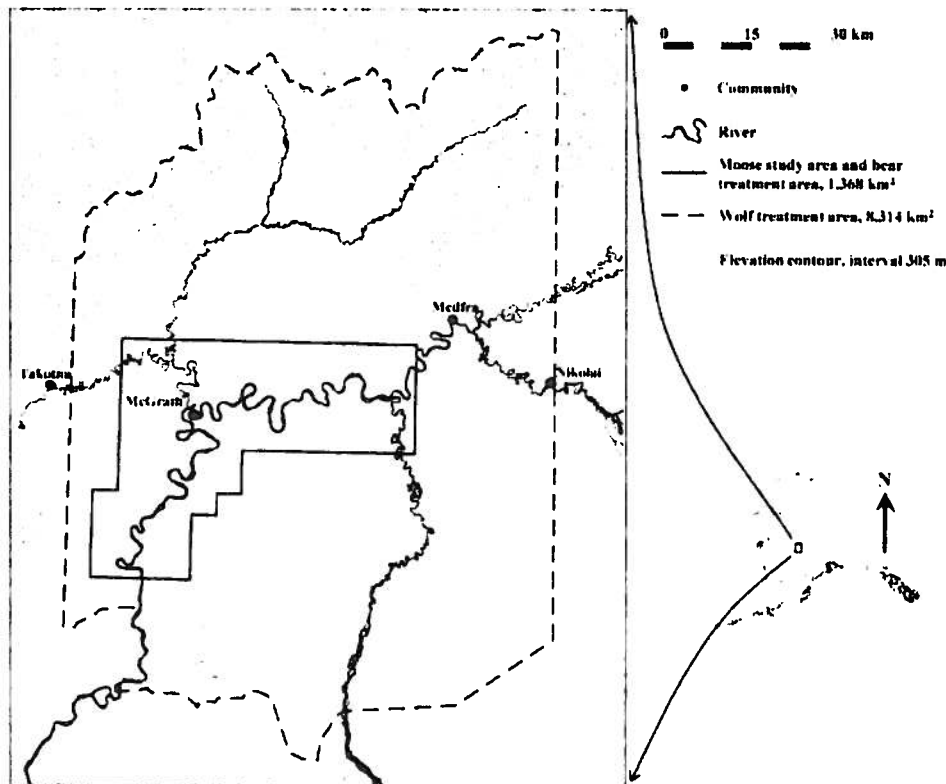 0 15 30 km
Community
River
Moose study area and bear
treatment area, 1,368 km²
Wolf treatment area, 8,314 km²
Elevation contour, interval 305 m
Medfra
Takotna
Nikolai
McGrath
N